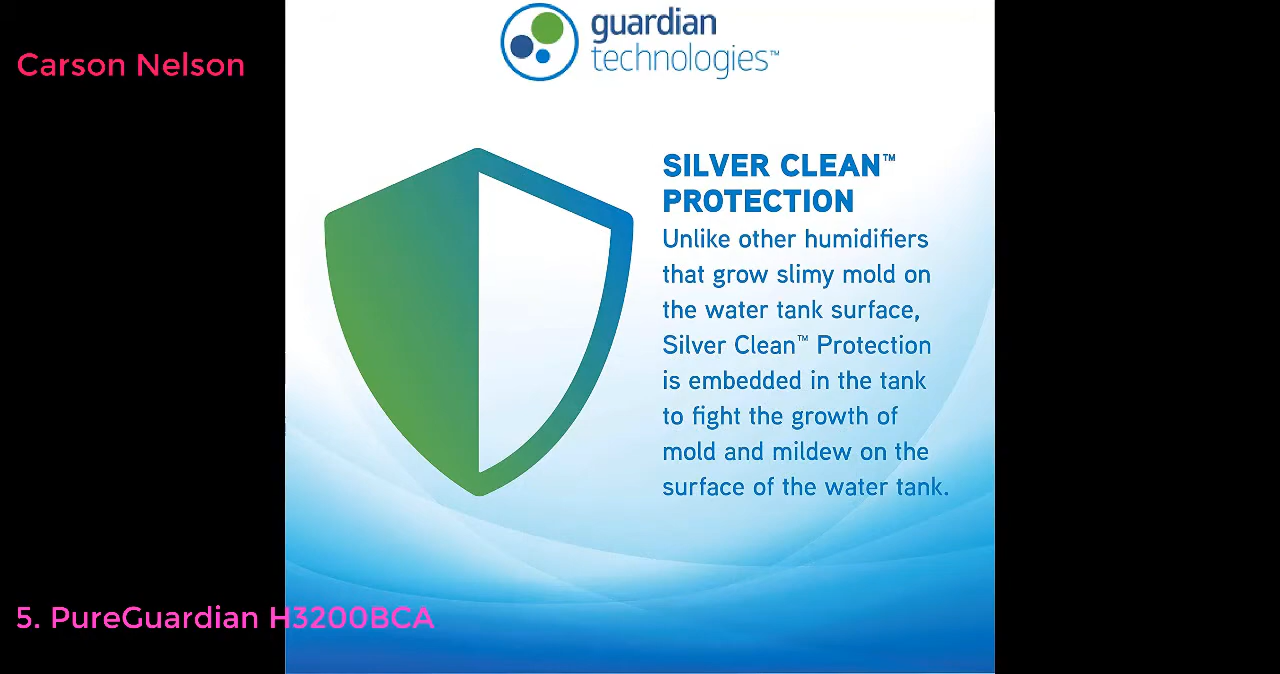 guardian
technologies™
Carson Nelson
SILVER CLEAN™
PROTECTION
Unlike other humidifiers
that grow slimy mold on
the water tank surface,
Silver Clean™ Protection
is embedded in the tank
to fight the growth of
mold and mildew on the
surface of the water tank.
5. PureGuardian H3200BCA